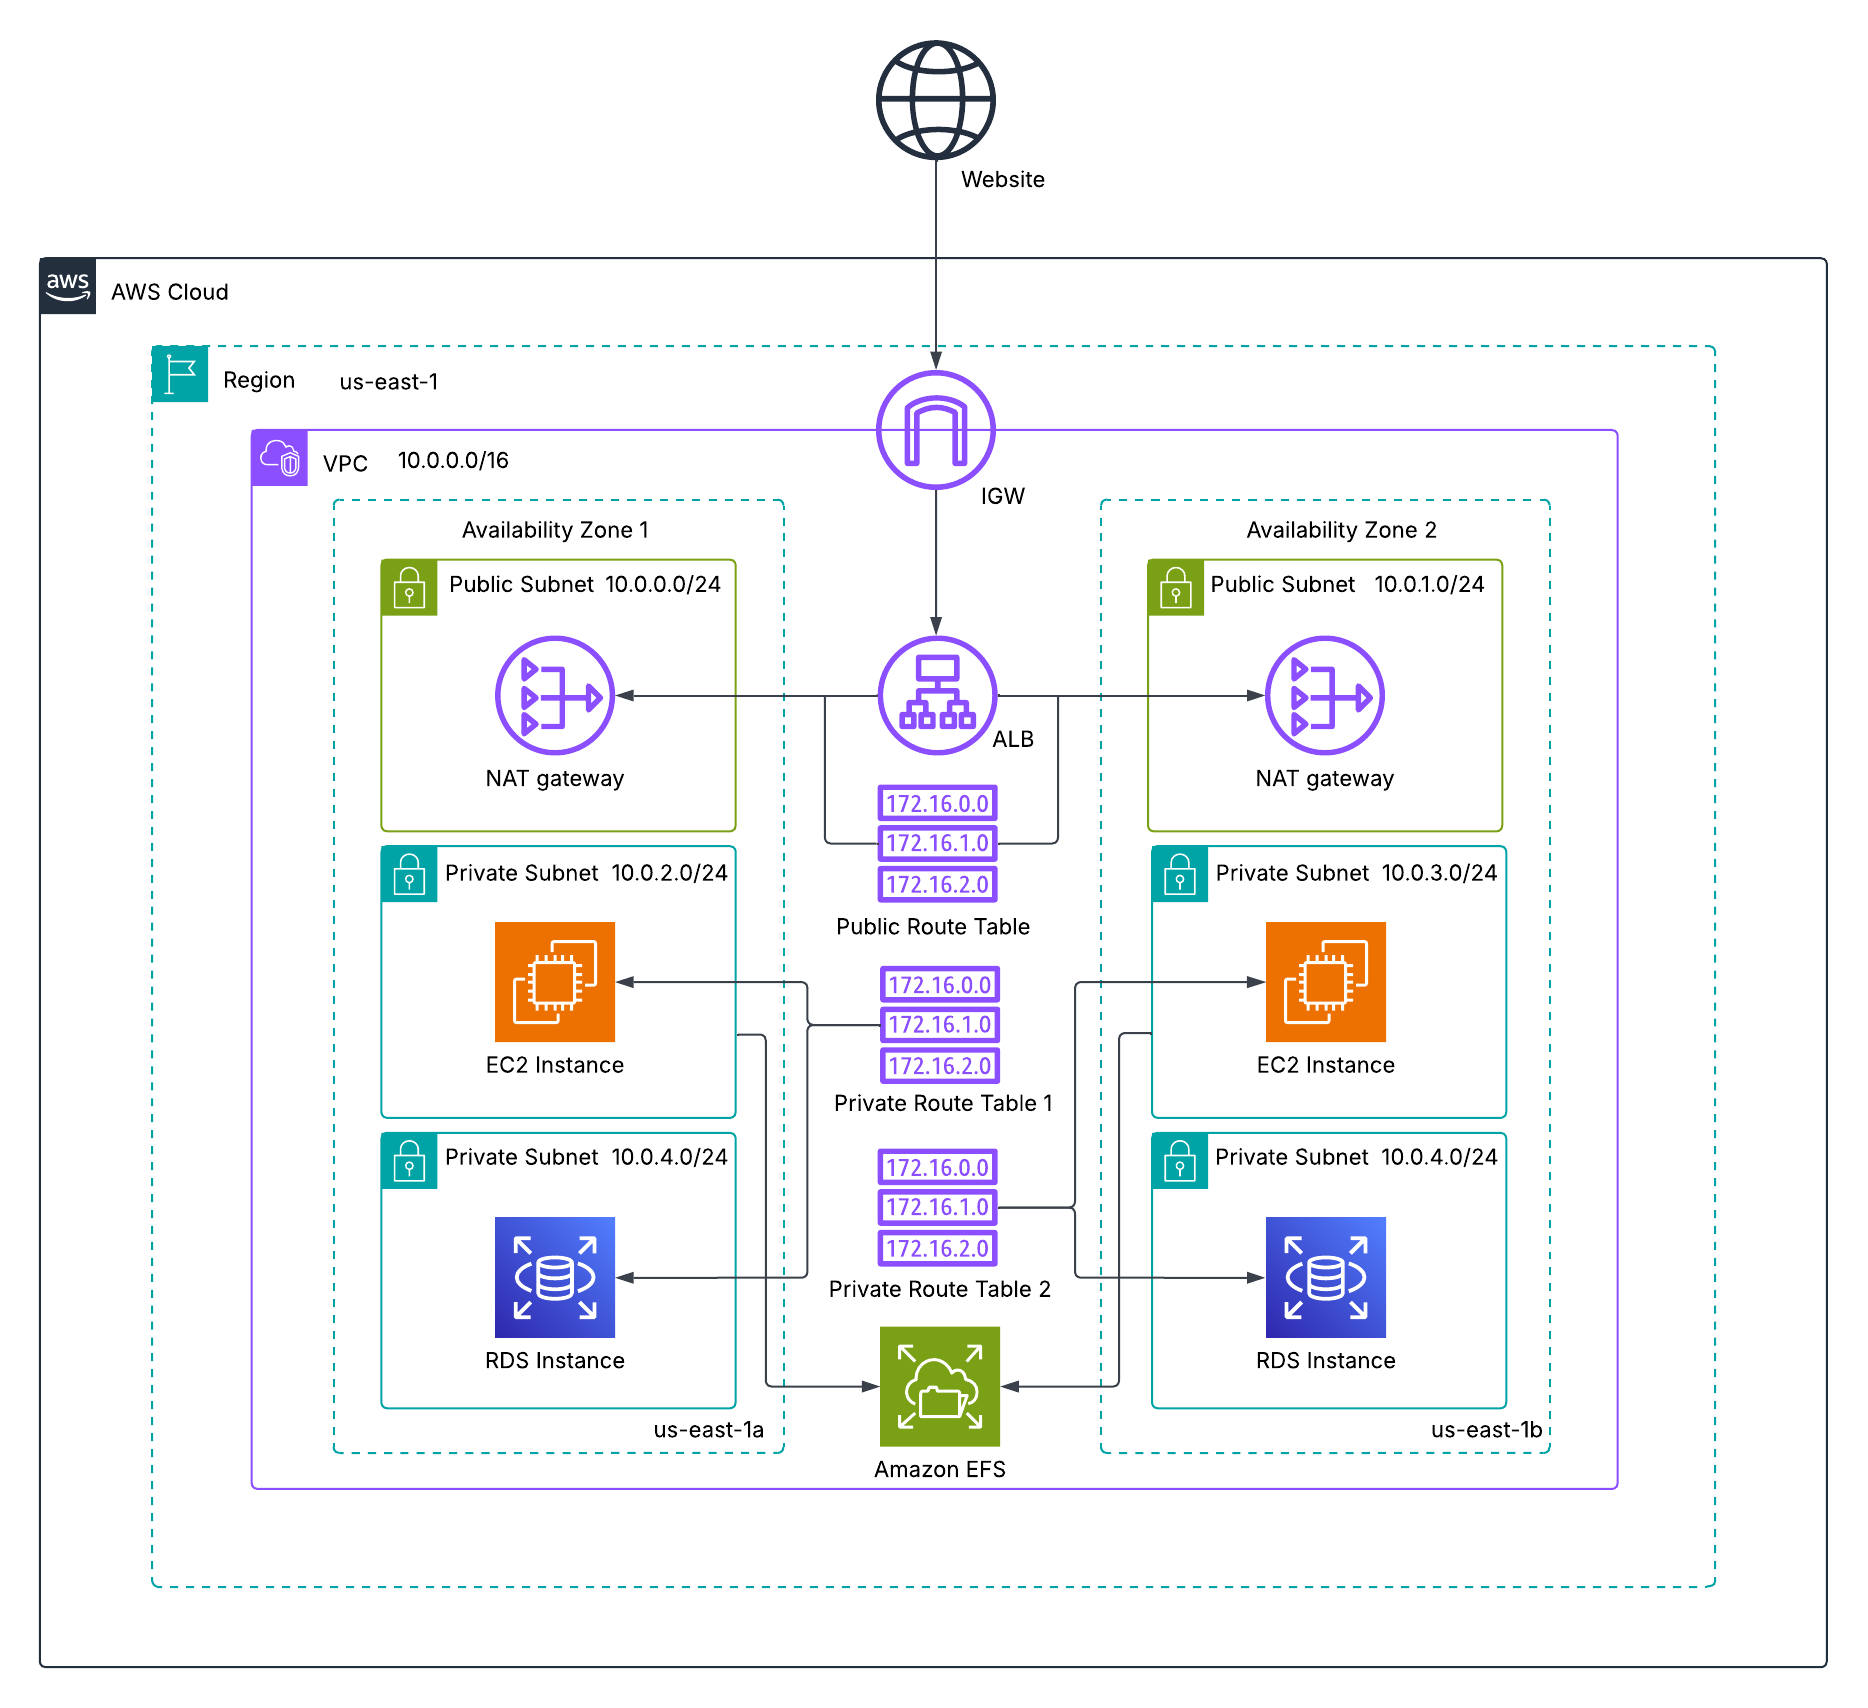 Website
aws
AWS Cloud
Region us-east-1
VPC 10.0.0.0/16
IGW
Availability Zone 1
Public Subnet 10.0.0.0/24
NAT gateway
Private Subnet 10.0.2.0/24
EC2 Instance
Private Subnet 10.0.4.0/24
RDS Instance
us-east-1a
ALB
172.16.0.0
172.16.1.0
172.16.2.0
Public Route Table
172.16.0.0
172.16.1.0
172.16.2.0
Private Route Table 1
172.16.0.0
172.16.1.0
172.16.2.0
Private Route Table 2
Amazon EFS
Availability Zone 2
Public Subnet 10.0.1.0/24
NAT gateway
Private Subnet 10.0.3.0/24
EC2 Instance
Private Subnet 10.0.4.0/24
RDS Instance
us-east-1b